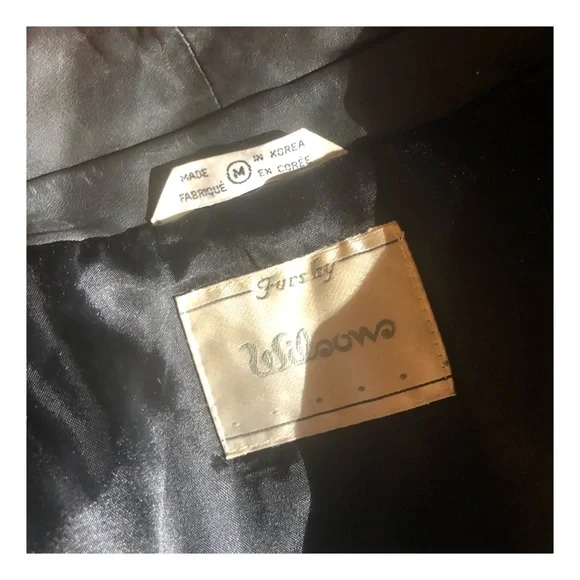 MADE M IN KOREA
FABRIQUÉ EN CORÉE
Furs by
Wilsons